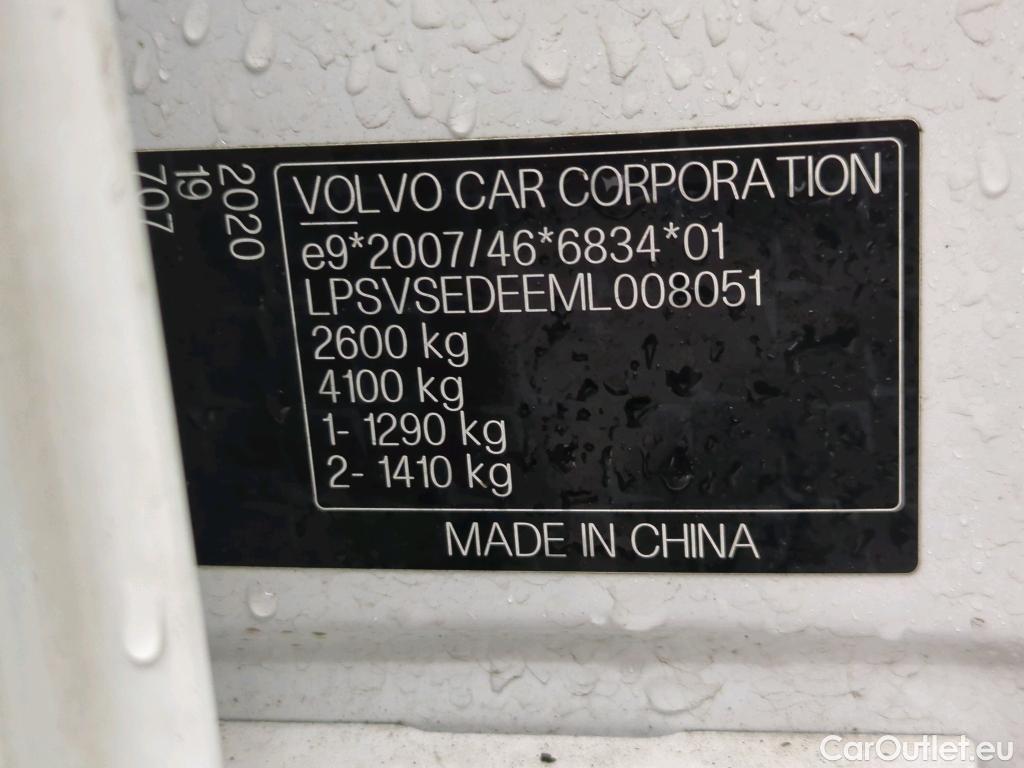 2020
19
707
VOLVO CAR CORPORATION
e9*2007/46*6834*01
LPSVSEDEEML008051
2600 kg
4100 kg
1- 1290 kg
2- 1410 kg
MADE IN CHINA
CarOutlet.eu